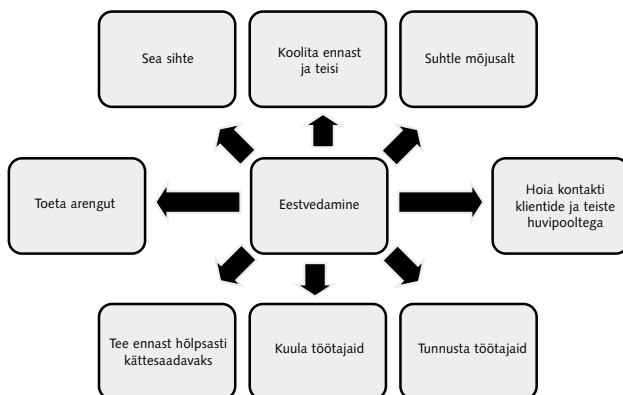 Sea sihte
Koolita ennast
ja teisi
Suhtle mõjusalt
Toeta arengut
Eestvedamine
Hoia kontakti
klientide ja teiste
huvipooltega
Tee ennast hõlpsasti
kättesaadavaks
Kuula töötajaid
Tunnusta töötajaid